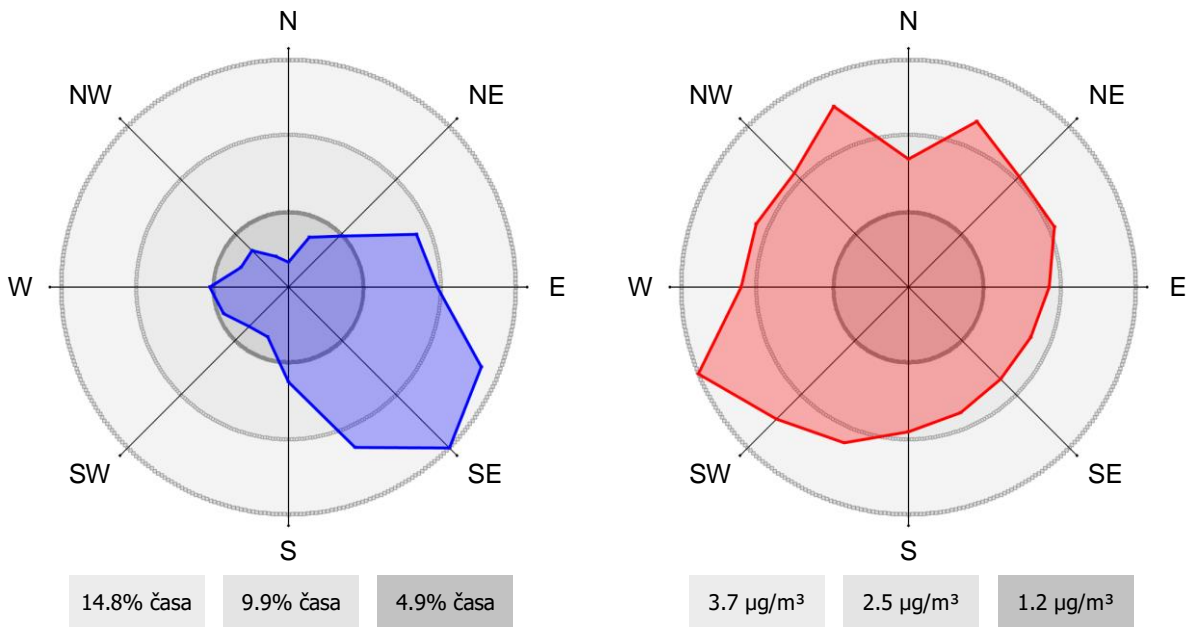 N
NW
NE
W
E
SW
SE
S
14.8% časa
9.9% časa
4.9% časa
N
NW
NE
W
E
SW
SE
S
3.7 µg/m³
2.5 µg/m³
1.2 µg/m³